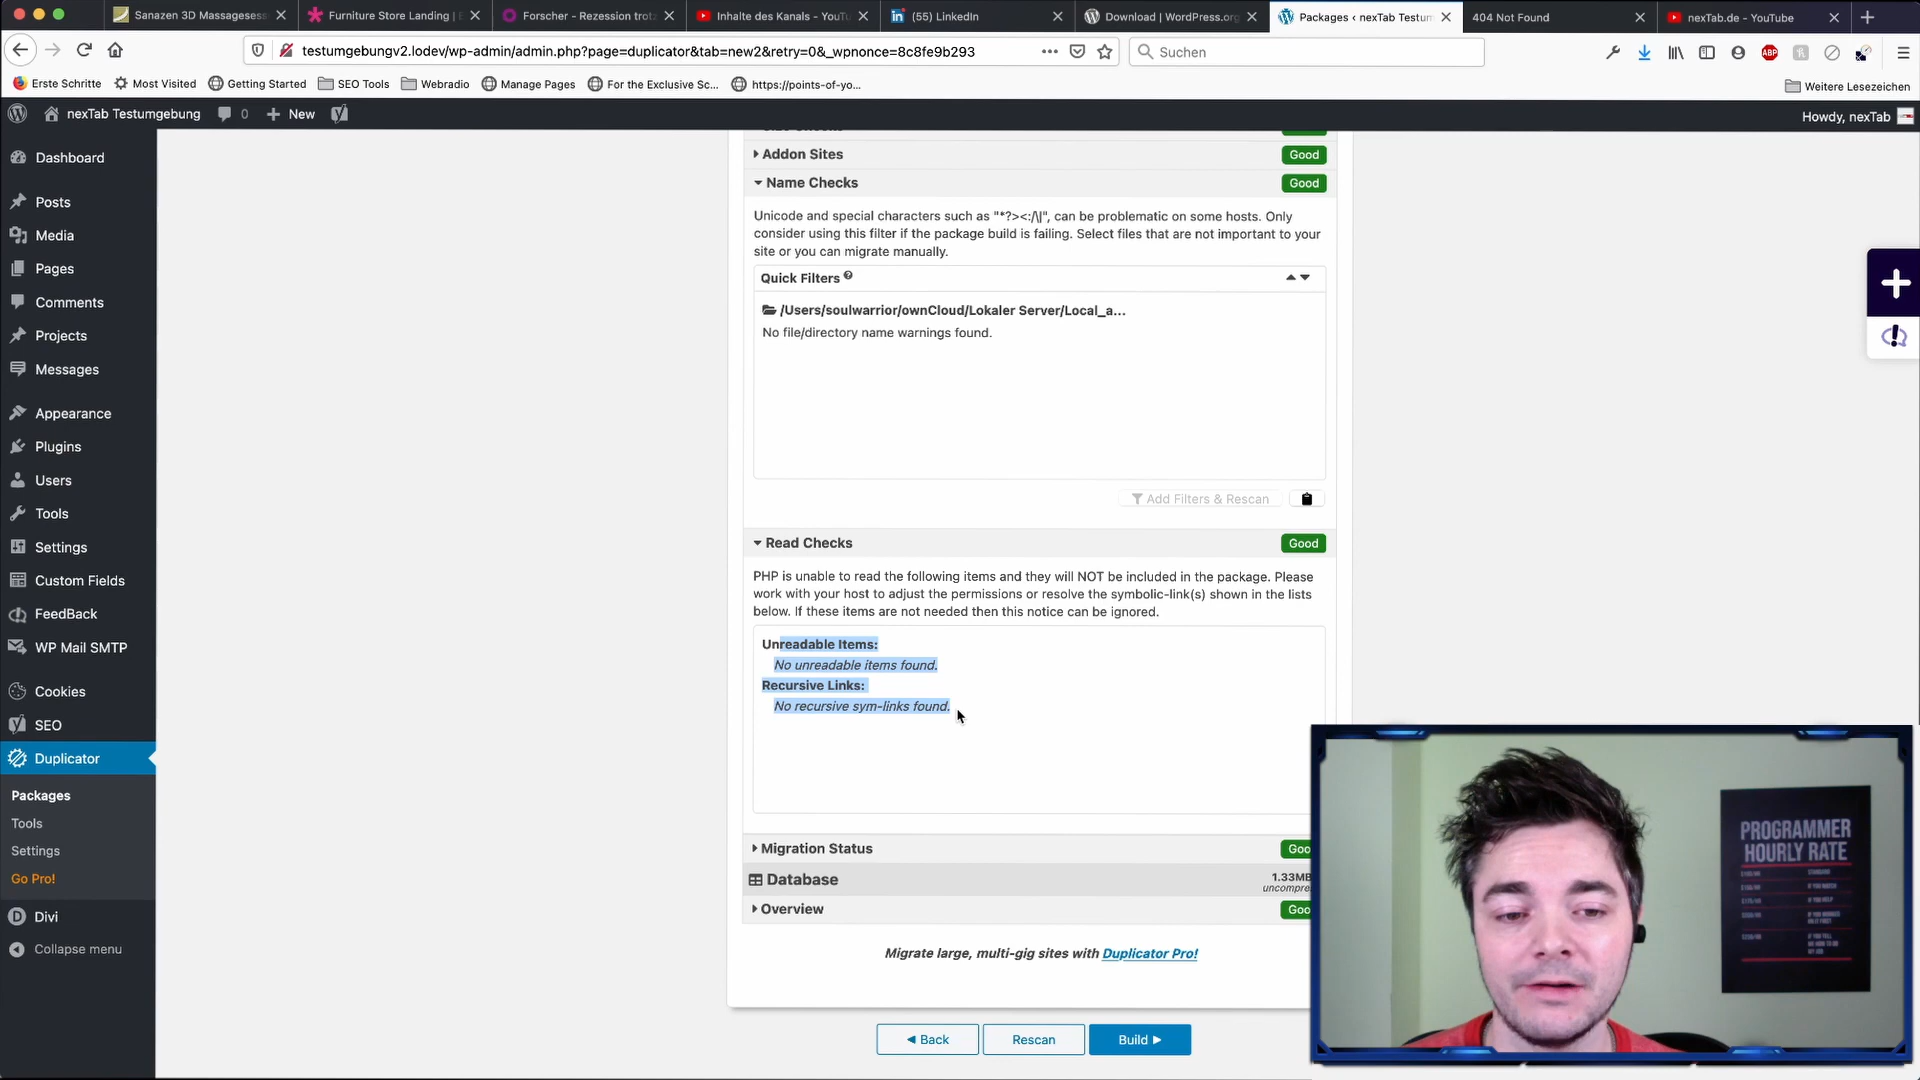 Sanazen 3D Massagesess
Furniture Store Landing | E
Forscher - Rezession trotz
Inhalte des Kanals - YouTu
(55) LinkedIn
Download | WordPress.org
Packages ‹ nexTab Testum
404 Not Found
nexTab.de - YouTube
testumgebungv2.lodev/wp-admin/admin.php?page=duplicator&tab=new2&retry=0&_wpnonce=8c8fe9b293
Suchen
Erste Schritte
Most Visited
Getting Started
SEO Tools
Webradio
Manage Pages
For the Exclusive Sc...
https://points-of-yo...
Weitere Lesezeichen
nexTab Testumgebung
0
New
Howdy, nexTab
Dashboard
Posts
Media
Pages
Comments
Projects
Messages
Appearance
Plugins
Users
Tools
Settings
Custom Fields
FeedBack
WP Mail SMTP
Cookies
SEO
Duplicator
Packages
Tools
Settings
Go Pro!
Divi
Collapse menu
Addon Sites
Good
Name Checks
Good
Unicode and special characters such as "*?><:/\|", can be problematic on some hosts. Only
consider using this filter if the package build is failing. Select files that are not important to your
site or you can migrate manually.
Quick Filters
/Users/soulwarrior/ownCloud/Lokaler Server/Local_a...
No file/directory name warnings found.
Add Filters & Rescan
Read Checks
Good
PHP is unable to read the following items and they will NOT be included in the package. Please
work with your host to adjust the permissions or resolve the symbolic-link(s) shown in the lists
below. If these items are not needed then this notice can be ignored.
Unreadable Items:
No unreadable items found.
Recursive Links:
No recursive sym-links found.
Migration Status
Goo
Database
1.33MB
uncompre
Overview
Goo
Migrate large, multi-gig sites with Duplicator Pro!
Back
Rescan
Build
PROGRAMMER
HOURLY RATE